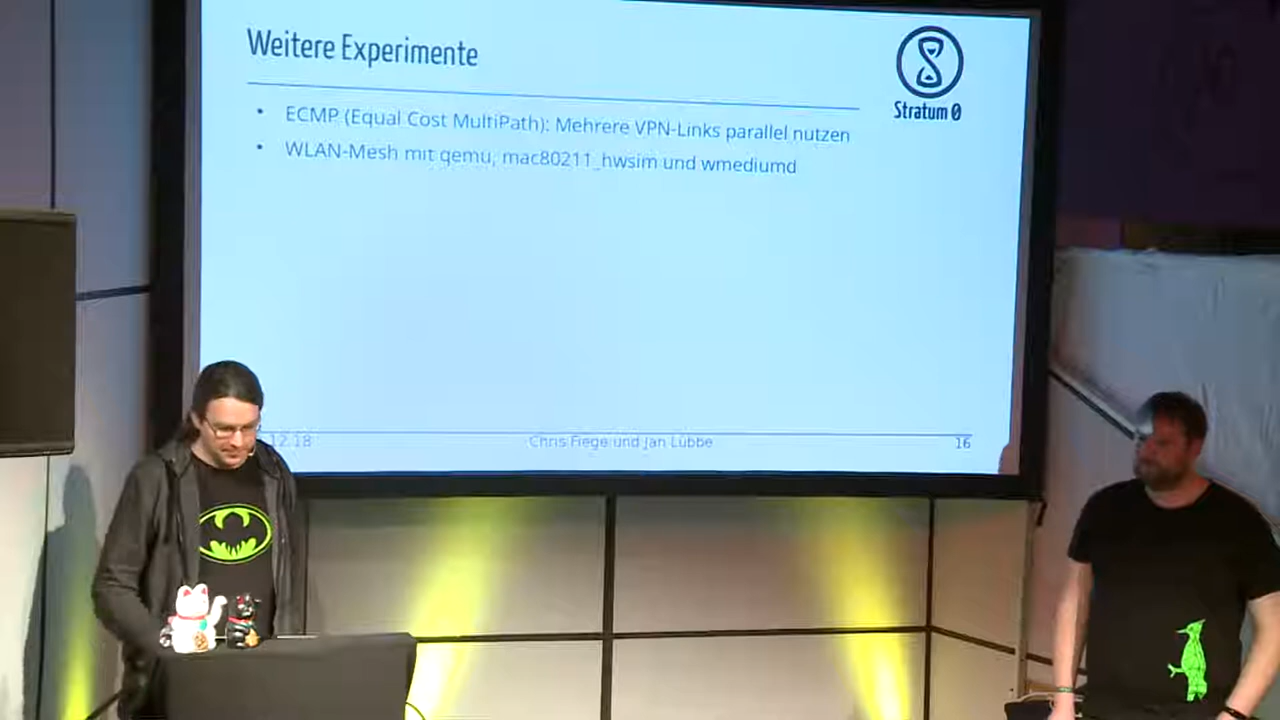 Weitere Experimente
Stratum 0
• ECMP (Equal Cost MultiPath): Mehrere VPN-Links parallel nutzen
• WLAN-Mesh mit qemu, mac80211_hwsim und wmediumd
12.18
Chris Fiege und Jan Lübbe
16